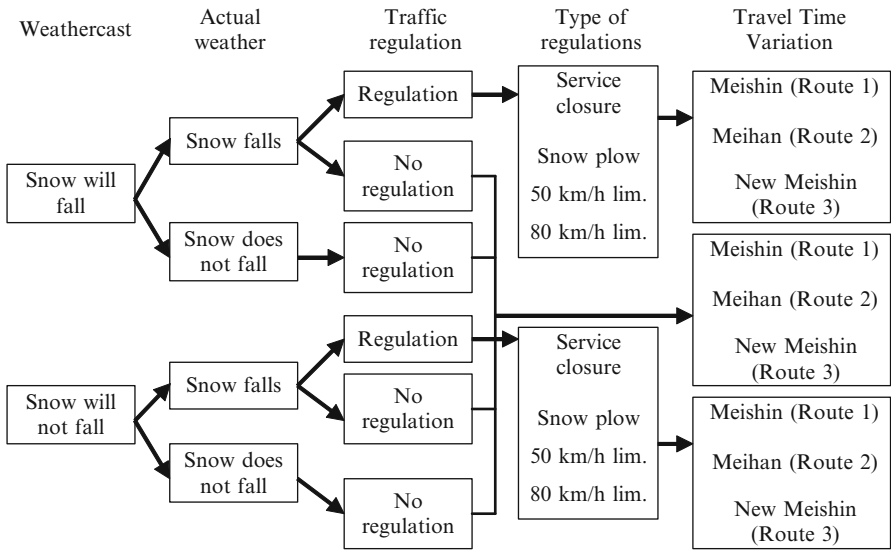 Weathercast
Actual
weather
Traffic
regulation
Type of
regulations
Travel Time
Variation
Snow will
fall
Snow falls
Snow does
not fall
Regulation
No
regulation
No
regulation
Service
closure
Snow plow
50 km/h lim.
80 km/h lim.
Meishin (Route 1)
Meihan (Route 2)
New Meishin
(Route 3)
Meishin (Route 1)
Meihan (Route 2)
New Meishin
(Route 3)
Snow will
not fall
Snow falls
Snow does
not fall
Regulation
No
regulation
No
regulation
Service
closure
Snow plow
50 km/h lim.
80 km/h lim.
Meishin (Route 1)
Meihan (Route 2)
New Meishin
(Route 3)